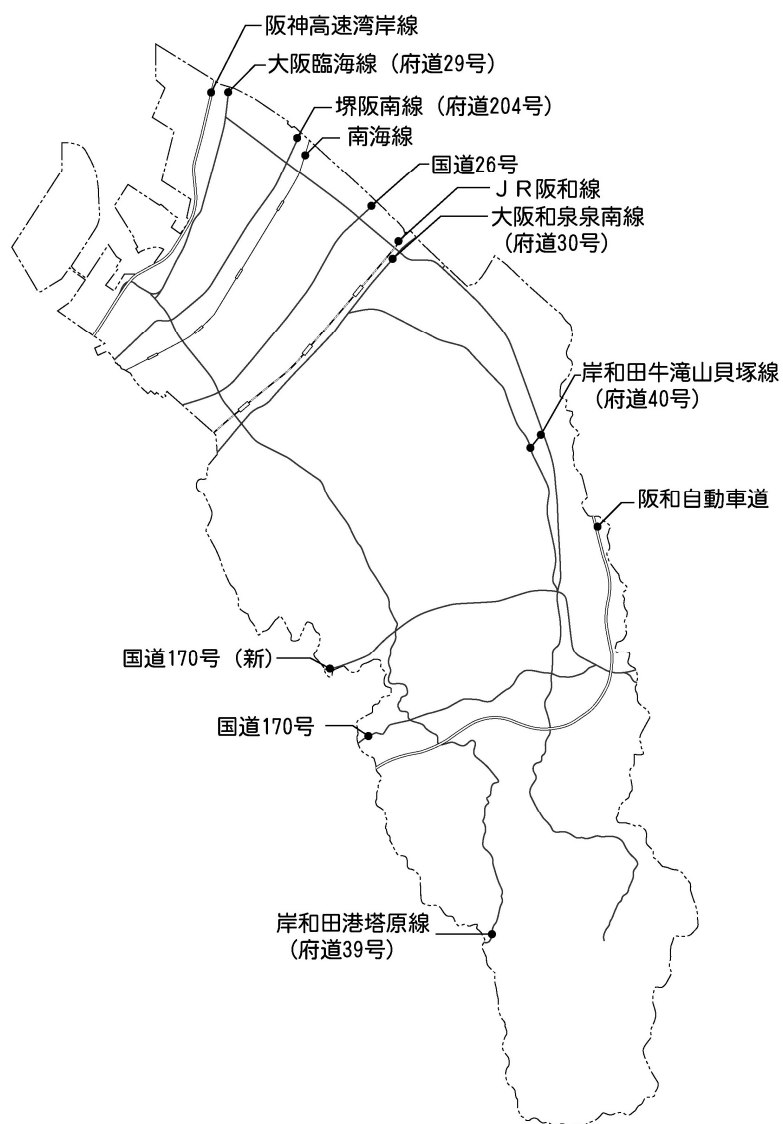 阪神高速湾岸線
大阪臨海線（府道29号）
堺阪南線（府道204号）
南海線
国道26号
ＪＲ阪和線
大阪和泉泉南線
（府道30号）
岸和田牛滝山貝塚線
（府道40号）
阪和自動車道
国道170号（新）
国道170号
岸和田港塔原線
（府道39号）